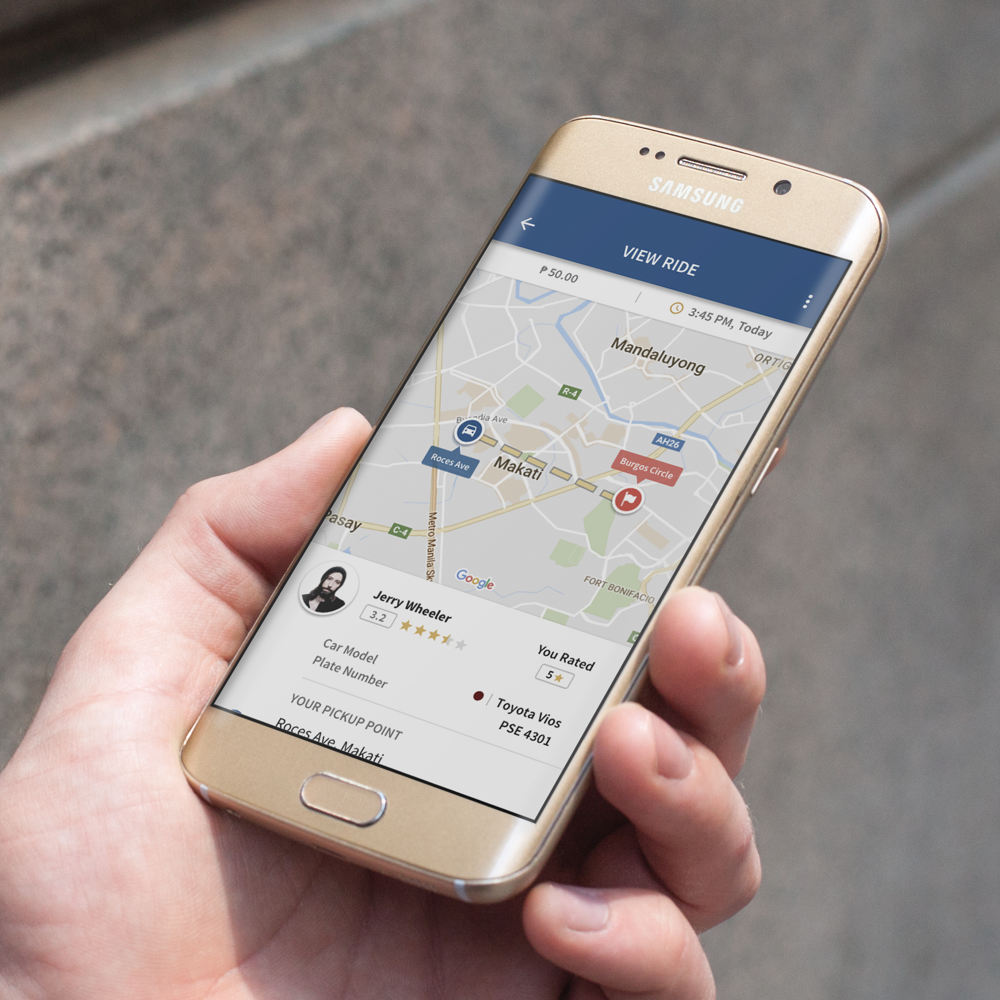 SAMSUNG
VIEW RIDE
₱ 50.00
3:45 PM, Today
Mandaluyong
ORTIG
R-4
Ave
AH26
Roces Ave
Makati
Burgos Circle
Pasay
C-4
Metro Manila Sk
Google
FORT BONIFACIO
Jerry Wheeler
3.2
You Rated
5
Car Model
Toyota Vios
Plate Number
PSE 4301
YOUR PICKUP POINT
Roces Ave, Makati